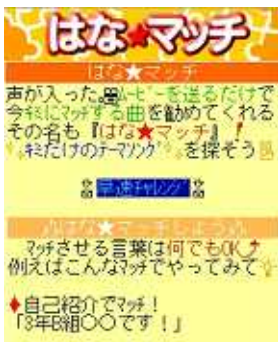 はな★マッチ
はな★マッチ
声が入ったムービーを送るだけで
今キミにマッチする曲を勧めてくれる
その名も『はな★マッチ』!
キミだけのテーマソングを探そう
早速チャレンジ
はな★マッチしよう
マッチさせる言葉は何でもOK
例えばこんなマッチでやってみて
♦自己紹介でマッチ!
「3年B組〇〇です!」